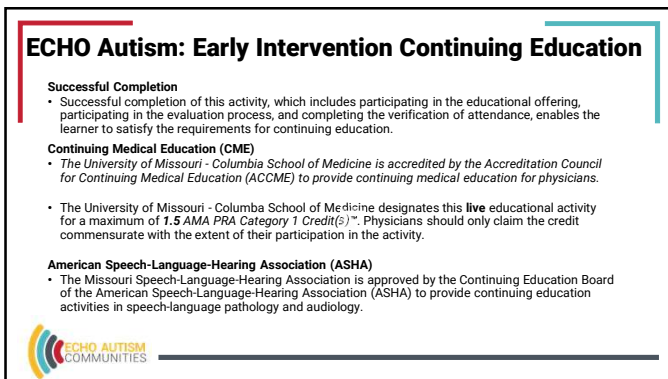 ECHO Autism: Early Intervention Continuing Education
Successful Completion
• Successful completion of this activity, which includes participating in the educational offering,
participating in the evaluation process, and completing the verification of attendance, enables the
learner to satisfy the requirements for continuing education.
Continuing Medical Education (CME)
• The University of Missouri - Columbia School of Medicine is accredited by the Accreditation Council
for Continuing Medical Education (ACCME) to provide continuing medical education for physicians.
• The University of Missouri - Columba School of Medicine designates this live educational activity
for a maximum of 1.5 AMA PRA Category 1 Credit(s)™. Physicians should only claim the credit
commensurate with the extent of their participation in the activity.
American Speech-Language-Hearing Association (ASHA)
• The Missouri Speech-Language-Hearing Association is approved by the Continuing Education Board
of the American Speech-Language-Hearing Association (ASHA) to provide continuing education
activities in speech-language pathology and audiology.
ECHO AUTISM
COMMUNITIES